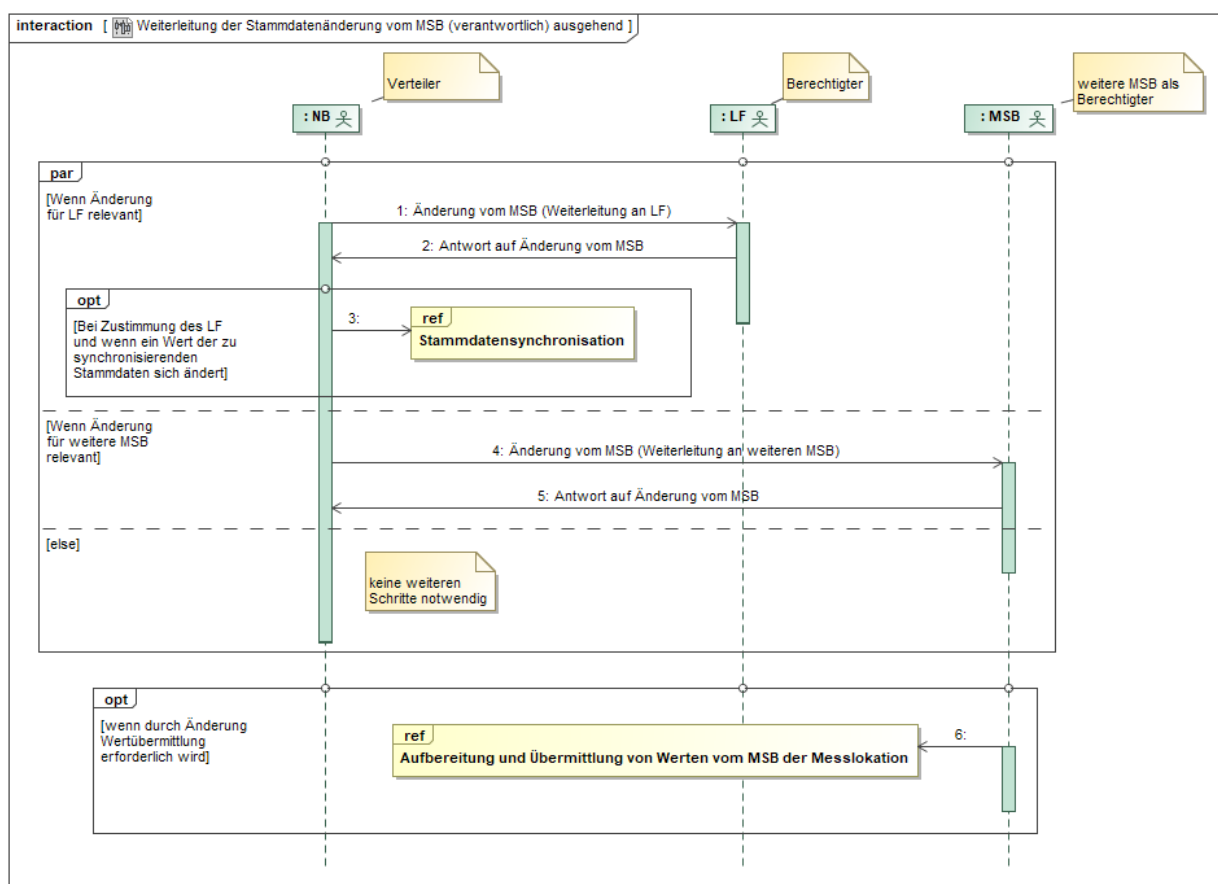 interaction [ Weiterleitung der Stammdatenänderung vom MSB (verantwortlich) ausgehend ]
Verteiler
Berechtigter
weitere MSB als
Berechtigter
: NB
: LF
: MSB
par
[Wenn Änderung
für LF relevant]
1: Änderung vom MSB (Weiterleitung an LF)
2: Antwort auf Änderung vom MSB
opt
[Bei Zustimmung des LF
und wenn ein Wert der zu
synchronisierenden
Stammdaten sich ändert]
3:
ref
Stammdatensynchronisation
[Wenn Änderung
für weitere MSB
relevant]
4: Änderung vom MSB (Weiterleitung an weiteren MSB)
5: Antwort auf Änderung vom MSB
[else]
keine weiteren
Schritte notwendig
opt
[wenn durch Änderung
Wertübermittlung
erforderlich wird]
ref
Aufbereitung und Übermittlung von Werten vom MSB der Messlokation
6: